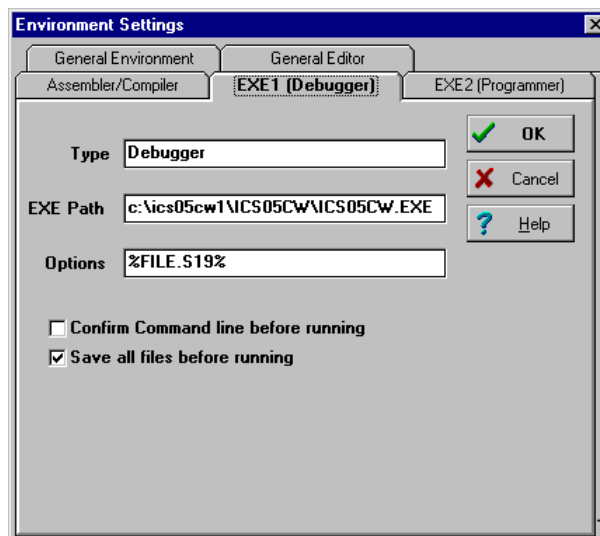 Environment Settings
General Environment
General Editor
Assembler/Compiler
EXE1 (Debugger)
EXE2 (Programmer)
Type
Debugger
EXE Path
c:\ics05cw1\ICS05CW\ICS05CW.EXE
Options
%FILE.S19%
Confirm Command line before running
Save all files before running
OK
Cancel
Help